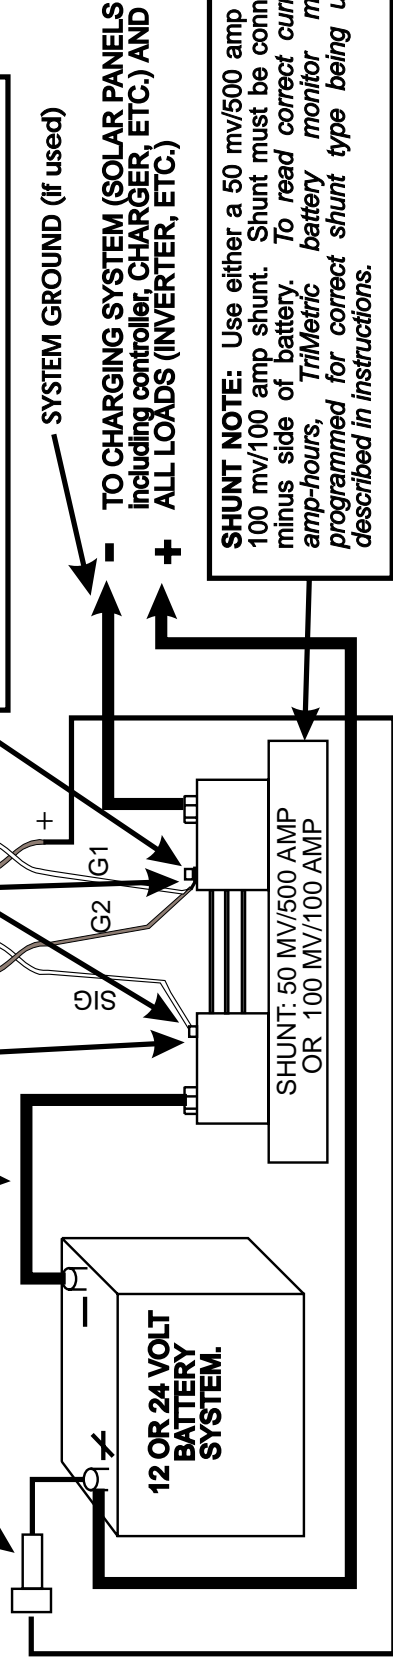 SYSTEM GROUND (if used)
-
TO CHARGING SYSTEM (SOLAR PANELS
including controller, CHARGER, ETC.) AND
+
ALL LOADS (INVERTER, ETC.)
SHUNT NOTE: Use either a 50 mv/500 amp
100 mv/100 amp shunt. Shunt must be
minus side of battery. To read correct
amp-hours, TriMetric battery monitor
programmed for correct shunt type being
described in instructions.
+
G1
G2
SIG
SHUNT: 50 MV/500 AMP
OR 100 MV/100 AMP
–
+
12 OR 24 VOLT
BATTERY
SYSTEM.